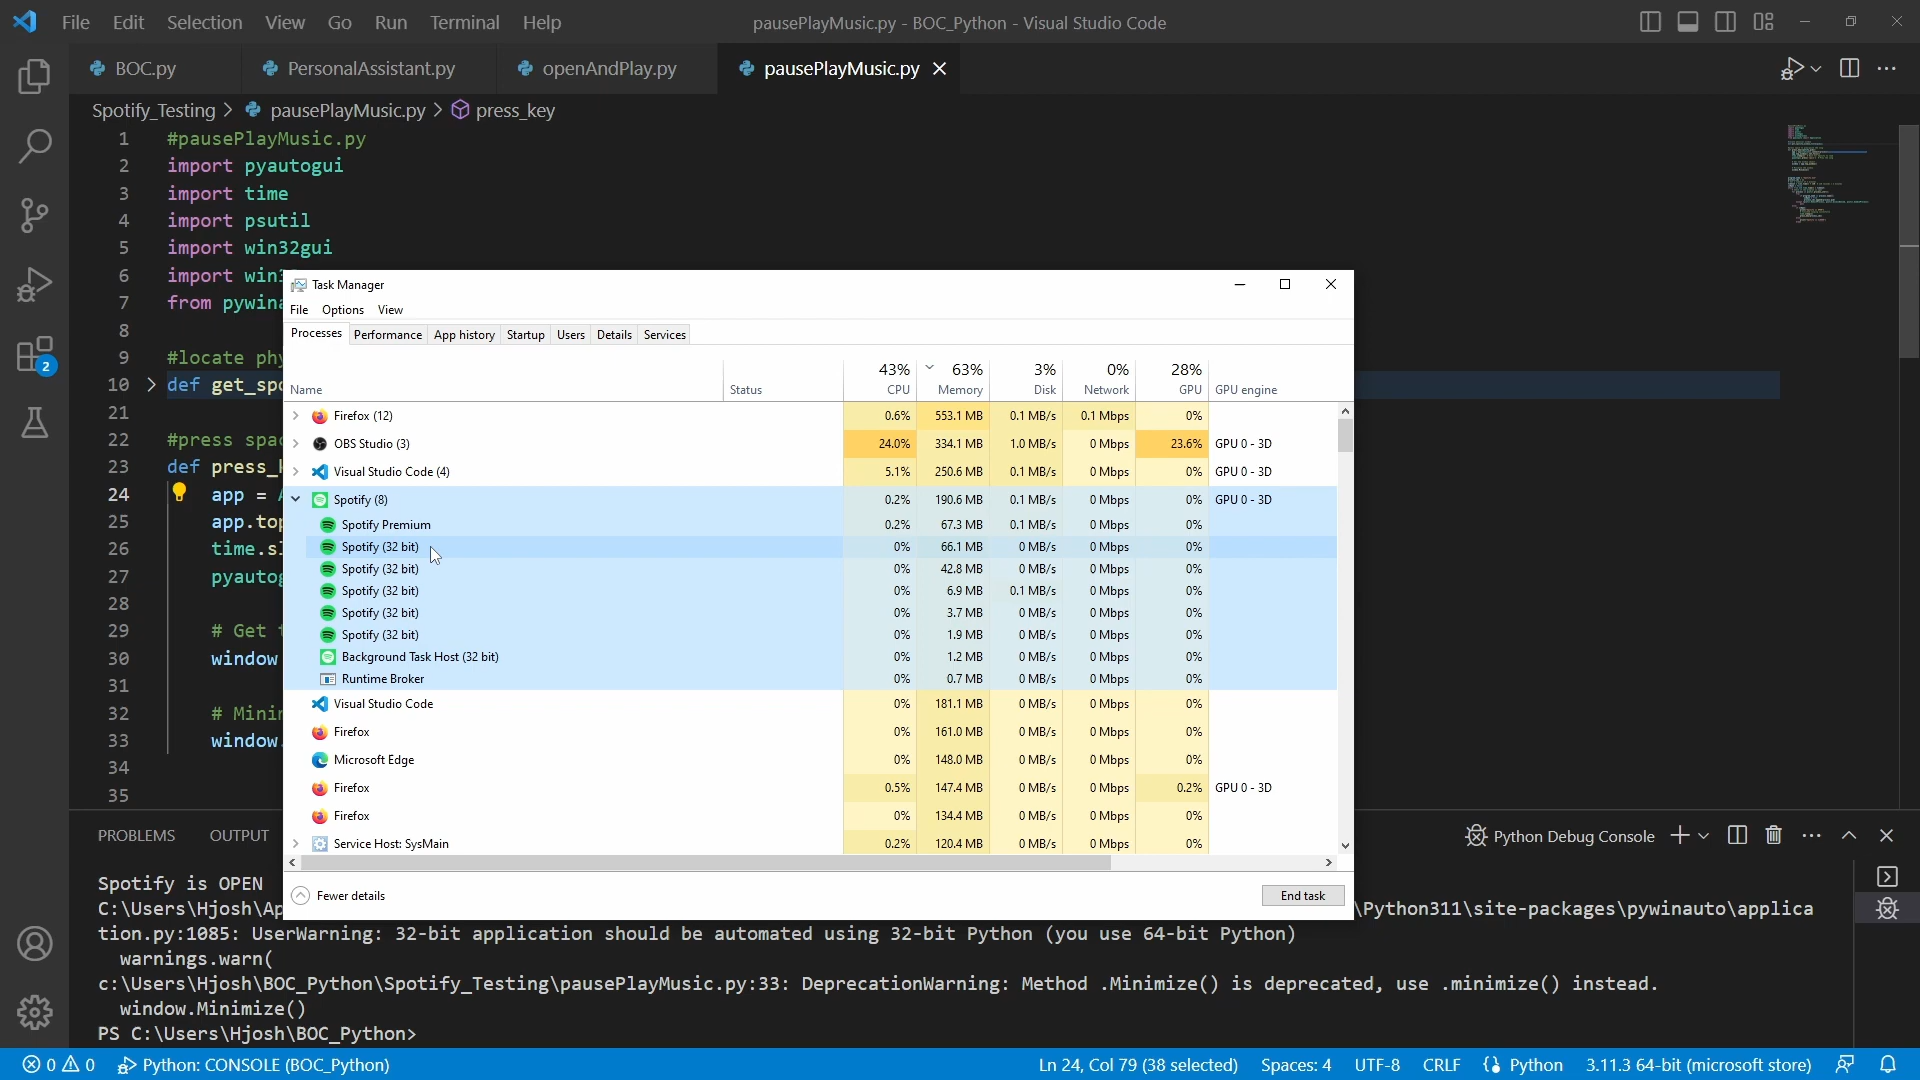 File Edit Selection View Go Run Terminal Help
pausePlayMusic.py - BOC_Python - Visual Studio Code
BOC.py PersonalAssistant.py openAndPlay.py pausePlayMusic.py
Spotify_Testing > pausePlayMusic.py > press_key
1 #pausePlayMusic.py
2 import pyautogui
3 import time
4 import psutil
5 import win32gui
6 import win3
7 from pywina
8
9 #locate phy
10 def get_spo
21
22 #press spac
23 def press_k
24 app = A
25 app.top
26 time.sl
27 pyautog
28
29 # Get t
30 window
31
32 # Minim
33 window.
34
35
Task Manager
File Options View
Processes Performance App history Startup Users Details Services
43% 63% 3% 0% 28%
Name Status CPU Memory Disk Network GPU GPU engine
Firefox (12) 0.6% 553.1 MB 0.1 MB/s 0.1 Mbps 0%
OBS Studio (3) 24.0% 334.1 MB 1.0 MB/s 0 Mbps 23.6% GPU 0 - 3D
Visual Studio Code (4) 5.1% 250.6 MB 0.1 MB/s 0 Mbps 0% GPU 0 - 3D
Spotify (8) 0.2% 190.6 MB 0.1 MB/s 0 Mbps 0% GPU 0 - 3D
Spotify Premium 0.2% 67.3 MB 0.1 MB/s 0 Mbps 0%
Spotify (32 bit) 0% 66.1 MB 0 MB/s 0 Mbps 0%
Spotify (32 bit) 0% 42.8 MB 0 MB/s 0 Mbps 0%
Spotify (32 bit) 0% 6.9 MB 0.1 MB/s 0 Mbps 0%
Spotify (32 bit) 0% 3.7 MB 0 MB/s 0 Mbps 0%
Spotify (32 bit) 0% 1.9 MB 0 MB/s 0 Mbps 0%
Background Task Host (32 bit) 0% 1.2 MB 0 MB/s 0 Mbps 0%
Runtime Broker 0% 0.7 MB 0 MB/s 0 Mbps 0%
Visual Studio Code 0% 181.1 MB 0 MB/s 0 Mbps 0%
Firefox 0% 161.0 MB 0 MB/s 0 Mbps 0%
Microsoft Edge 0% 148.0 MB 0 MB/s 0 Mbps 0%
Firefox 0.5% 147.4 MB 0 MB/s 0 Mbps 0.2% GPU 0 - 3D
Firefox 0% 134.4 MB 0 MB/s 0 Mbps 0%
Service Host: SysMain 0.2% 120.4 MB 0 MB/s 0 Mbps 0%
Fewer details End task
2
PROBLEMS OUTPUT Python Debug Console
Spotify is OPEN
C:\Users\Hjosh\Ap \Python311\site-packages\pywinauto\applica
tion.py:1085: UserWarning: 32-bit application should be automated using 32-bit Python (you use 64-bit Python)
warnings.warn(
c:\Users\Hjosh\BOC_Python\Spotify_Testing\pausePlayMusic.py:33: DeprecationWarning: Method .Minimize() is deprecated, use .minimize() instead.
window.Minimize()
PS C:\Users\Hjosh\BOC_Python>
0 0 Python: CONSOLE (BOC_Python) Ln 24, Col 79 (38 selected) Spaces: 4 UTF-8 CRLF Python 3.11.3 64-bit (microsoft store)